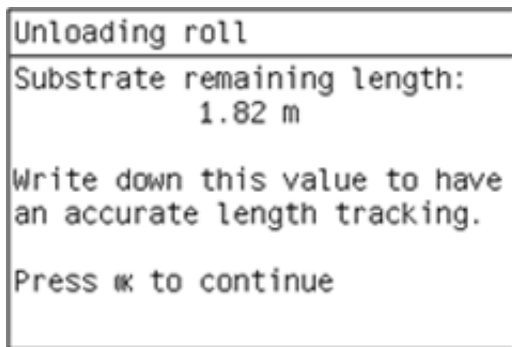 Unloading roll
Substrate remaining length:
1.82 m
Write down this value to have
an accurate length tracking.
Press OK to continue